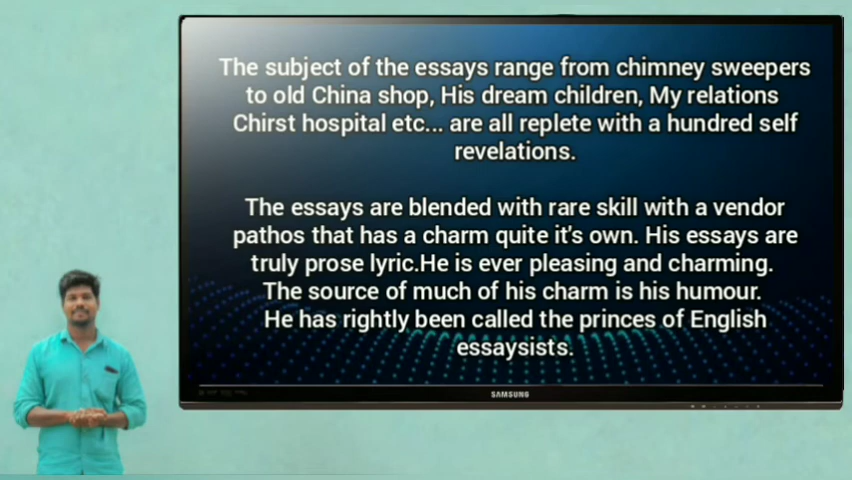 The subject of the essays range from chimney sweepers
to old China shop, His dream children, My relations
Chirst hospital etc... are all replete with a hundred self
revelations.
The essays are blended with rare skill with a vendor
pathos that has a charm quite it's own. His essays are
truly prose lyric.He is ever pleasing and charming.
The source of much of his charm is his humour.
He has rightly been called the princes of English
essaysists.
SAMSUNG